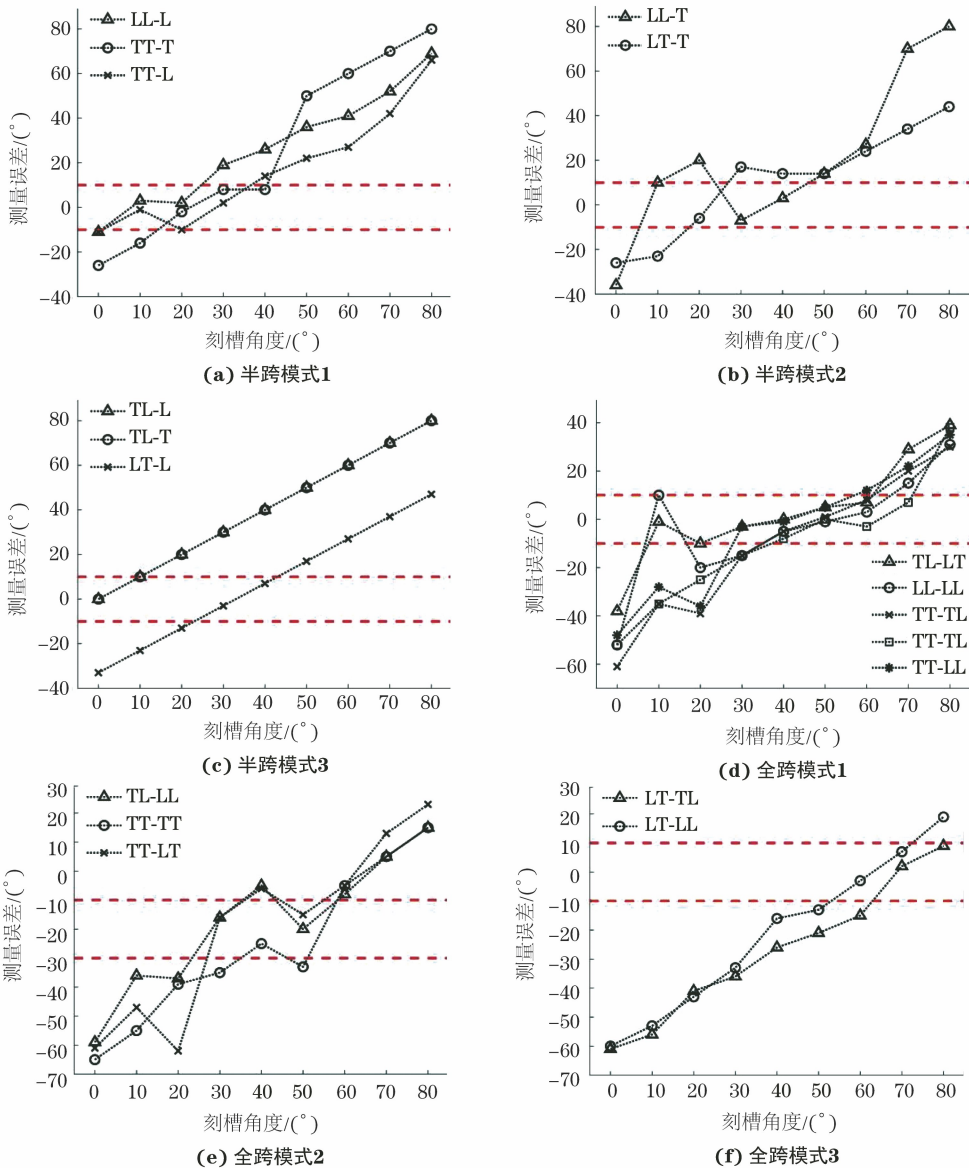 LL-L
TT-T
TT-L
80
60
40
20
0
−20
−40
测量误差/(°)
0 10 20 30 40 50 60 70 80
刻槽角度/(°)
(a) 半跨模式1
LL-T
LT-T
80
60
40
20
0
−20
−40
测量误差/(°)
0 10 20 30 40 50 60 70 80
刻槽角度/(°)
(b) 半跨模式2
TL-L
TL-T
LT-L
80
60
40
20
0
−20
−40
测量误差/(°)
0 10 20 30 40 50 60 70 80
刻槽角度/(°)
(c) 半跨模式3
40
20
0
−20
−40
−60
测量误差/(°)
TL-LT
LL-LL
TT-TL
TT-TL
TT-LL
0 10 20 30 40 50 60 70 80
刻槽角度/(°)
(d) 全跨模式1
TL-LL
TT-TT
TT-LT
30
20
10
0
−10
−20
−30
−40
−50
−60
−70
测量误差/(°)
0 10 20 30 40 50 60 70 80
刻槽角度/(°)
(e) 全跨模式2
LT-TL
LT-LL
30
20
10
0
−10
−20
−30
−40
−50
−60
−70
测量误差/(°)
0 10 20 30 40 50 60 70 80
刻槽角度/(°)
(f) 全跨模式3